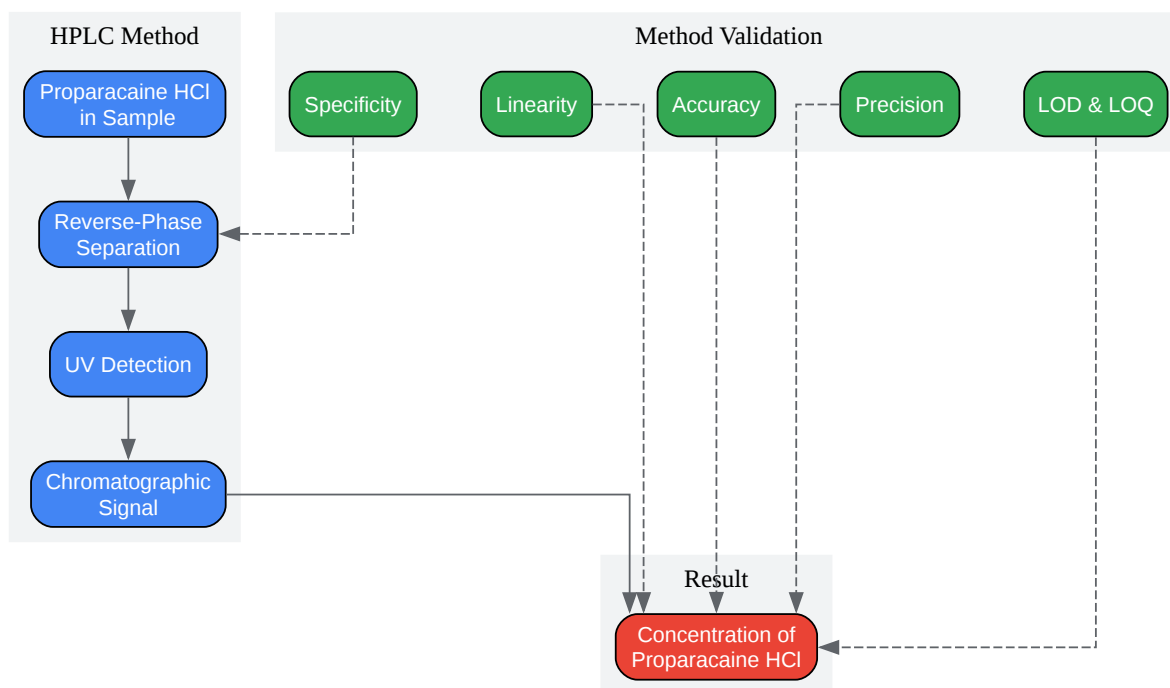 HPLC Method
Proparacaine HCl
in Sample
Reverse-Phase
Separation
UV Detection
Chromatographic
Signal
Method Validation
Specificity
Linearity
Accuracy
Precision
LOD & LOQ
Result
Concentration of
Proparacaine HCl